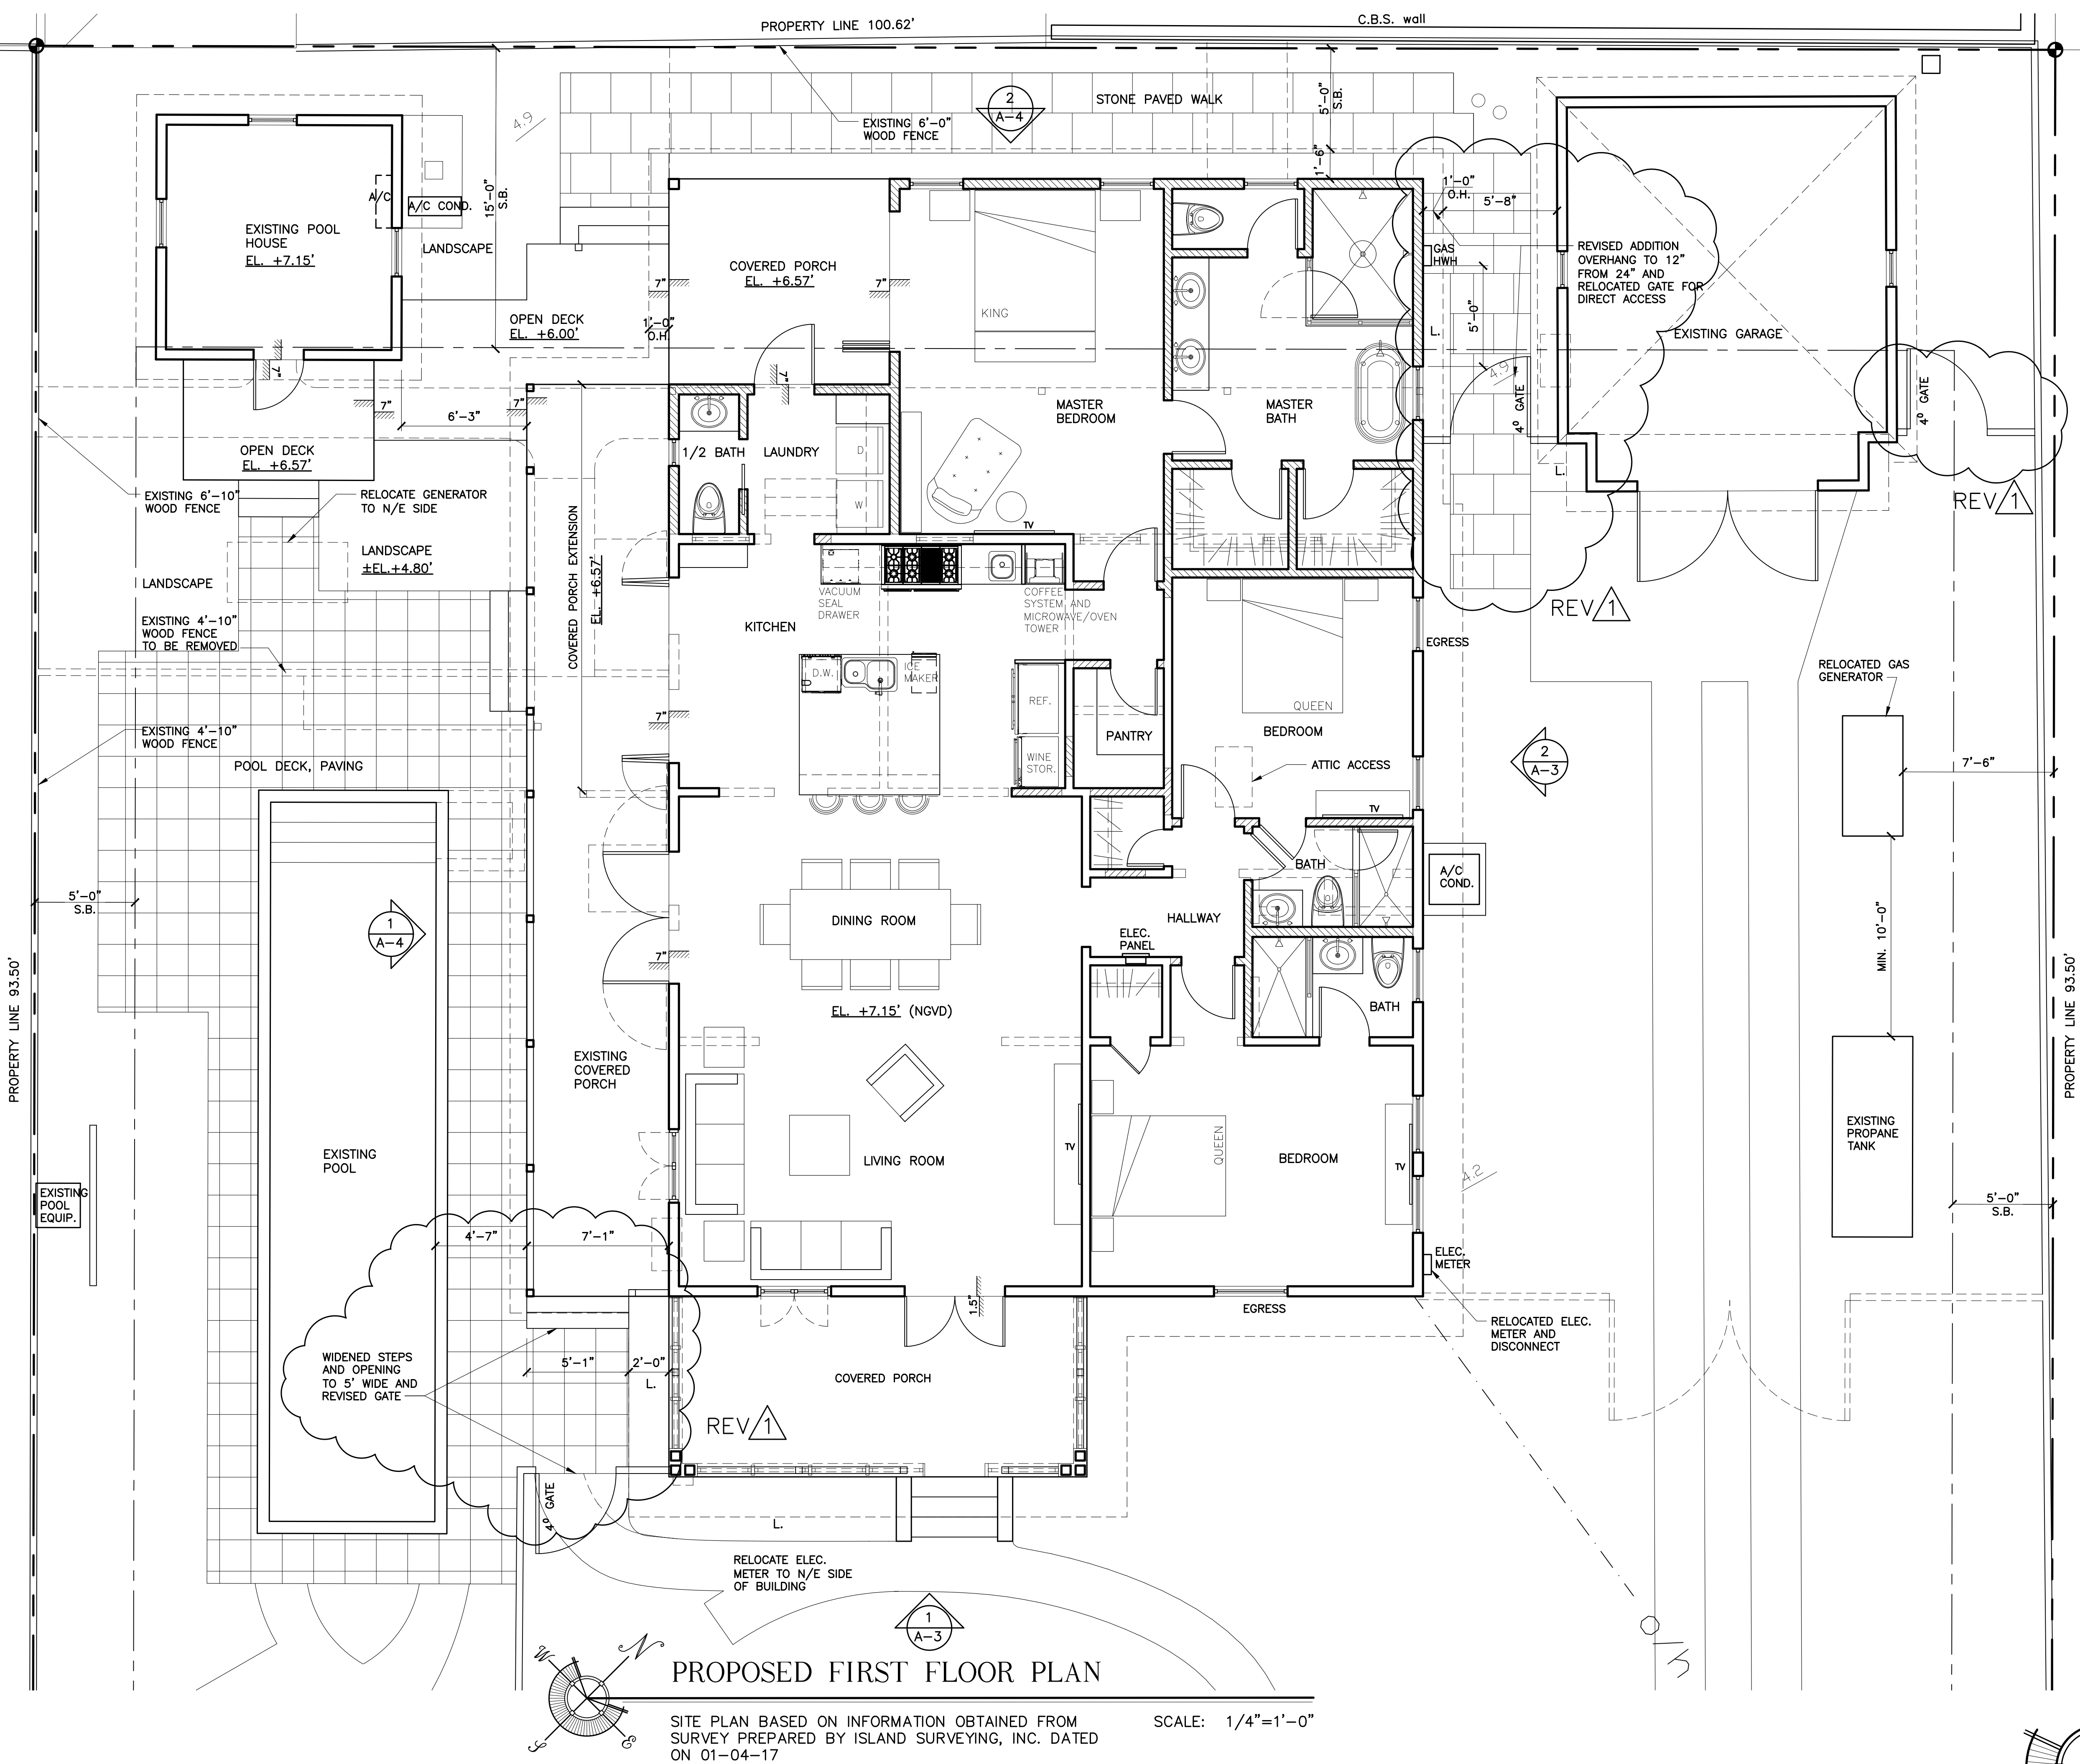 PROPERTY LINE 100.62'
C.B.S. wall
STONE PAVED WALK
EXISTING 6'-0"
WOOD FENCE
2
A-4
5'-0"
S.B.
1'-6"
4.9
15'-0"
S.B.
A/C
A/C COND.
EXISTING POOL
HOUSE
EL. +7.15'
LANDSCAPE
COVERED PORCH
EL. +6.57'
7"
7"
1'-0"
O.H.
OPEN DECK
EL. +6.00'
KING
1'-0"
O.H.
5'-8"
GAS
HWH
5'-0"
L.
REVISED ADDITION
OVERHANG TO 12"
FROM 24" AND
RELOCATED GATE FOR
DIRECT ACCESS
EXISTING GARAGE
4.9
4⁰ GATE
4⁰ GATE
L.
REV 1
REV 1
7"
7"
7"
7"
6'-3"
OPEN DECK
EL. +6.57'
MASTER
BEDROOM
MASTER
BATH
1/2 BATH
LAUNDRY
D
W
TV
EXISTING 6'-10"
WOOD FENCE
RELOCATE GENERATOR
TO N/E SIDE
LANDSCAPE
±EL.+4.80'
LANDSCAPE
COVERED PORCH EXTENSION
EL. +6.57'
VACUUM
SEAL
DRAWER
COFFEE
SYSTEM AND
MICROWAVE/OVEN
TOWER
KITCHEN
EXISTING 4'-10"
WOOD FENCE
TO BE REMOVED
D.W.
ICE
MAKER
REF.
WINE
STOR.
PANTRY
QUEEN
BEDROOM
EGRESS
ATTIC ACCESS
TV
2
A-3
RELOCATED GAS
GENERATOR
7'-6"
EXISTING 4'-10"
WOOD FENCE
POOL DECK, PAVING
7"
5'-0"
S.B.
1
A-4
DINING ROOM
HALLWAY
BATH
A/C
COND.
ELEC.
PANEL
7"
MIN. 10'-0"
PROPERTY LINE 93.50'
PROPERTY LINE 93.50'
EL. +7.15' (NGVD)
BATH
EXISTING
COVERED
PORCH
EXISTING
POOL
LIVING ROOM
TV
QUEEN
BEDROOM
TV
EXISTING
PROPANE
TANK
4.2
5'-0"
S.B.
EXISTING
POOL
EQUIP.
4'-7"
7'-1"
ELEC.
METER
1.5"
EGRESS
RELOCATED ELEC.
METER AND
DISCONNECT
WIDENED STEPS
AND OPENING
TO 5' WIDE AND
REVISED GATE
5'-1"
2'-0"
L.
COVERED PORCH
REV 1
4⁰ GATE
L.
RELOCATE ELEC.
METER TO N/E SIDE
OF BUILDING
1
A-3
W
N
S
E
PROPOSED FIRST FLOOR PLAN
SITE PLAN BASED ON INFORMATION OBTAINED FROM
SURVEY PREPARED BY ISLAND SURVEYING, INC. DATED
ON 01-04-17
SCALE: 1/4"=1'-0"